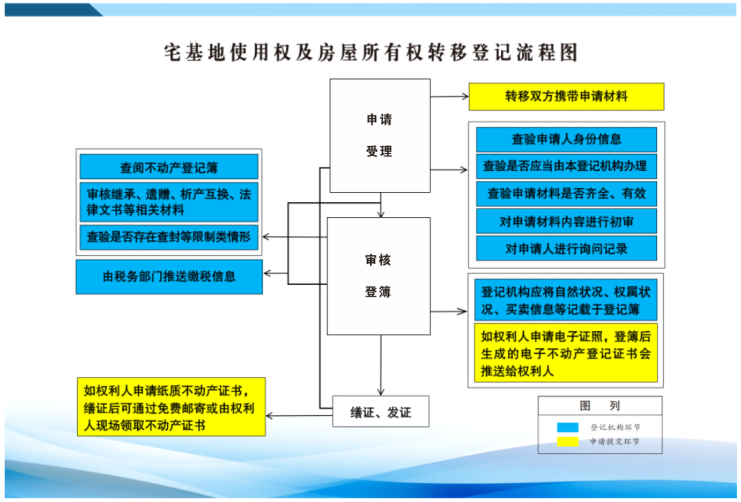 宅基地使用权及房屋所有权转移登记流程图
申请
受理
转移双方携带申请材料
查验申请人身份信息
查验是否应当由本登记机构办理
查验申请材料是否齐全、有效
对申请材料内容进行初审
对申请人进行询问记录
查阅不动产登记簿
审核继承、遗赠、析产互换、法
律文书等相关材料
查验是否存在查封等限制类情形
由税务部门推送缴税信息
审核
登簿
登记机构应将自然状况、权属状
况、买卖信息等记载于登记簿
如权利人申请电子证照，登簿后
生成的电子不动产登记证书会
推送给权利人
如权利人申请纸质不动产证书，
缮证后可通过免费邮寄或由权利
人现场领取不动产证书
缮证、发证
图 列
登记机构环节
申请提交环节